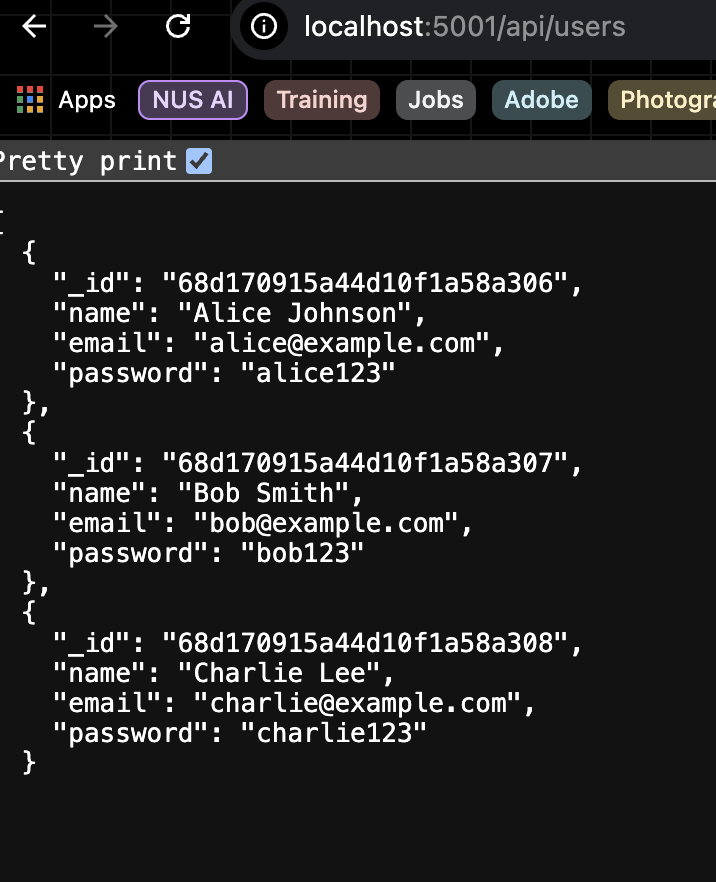 localhost:5001/api/users
Apps NUS AI Training Jobs Adobe
Pretty print
[
{
"_id": "68d170915a44d10f1a58a306",
"name": "Alice Johnson",
"email": "alice@example.com",
"password": "alice123"
},
{
"_id": "68d170915a44d10f1a58a307",
"name": "Bob Smith",
"email": "bob@example.com",
"password": "bob123"
},
{
"_id": "68d170915a44d10f1a58a308",
"name": "Charlie Lee",
"email": "charlie@example.com",
"password": "charlie123"
}